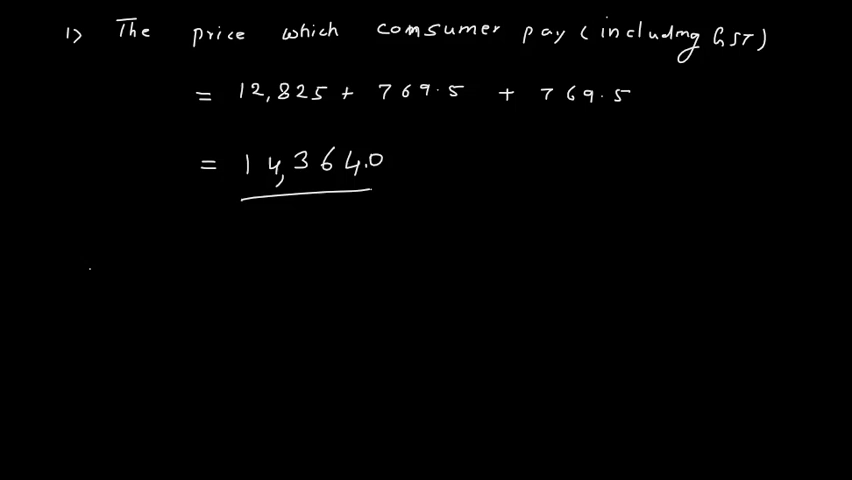 1) The price which consumer pay (including GST)
= 12,825 + 769.5 + 769.5
= 14,364.0